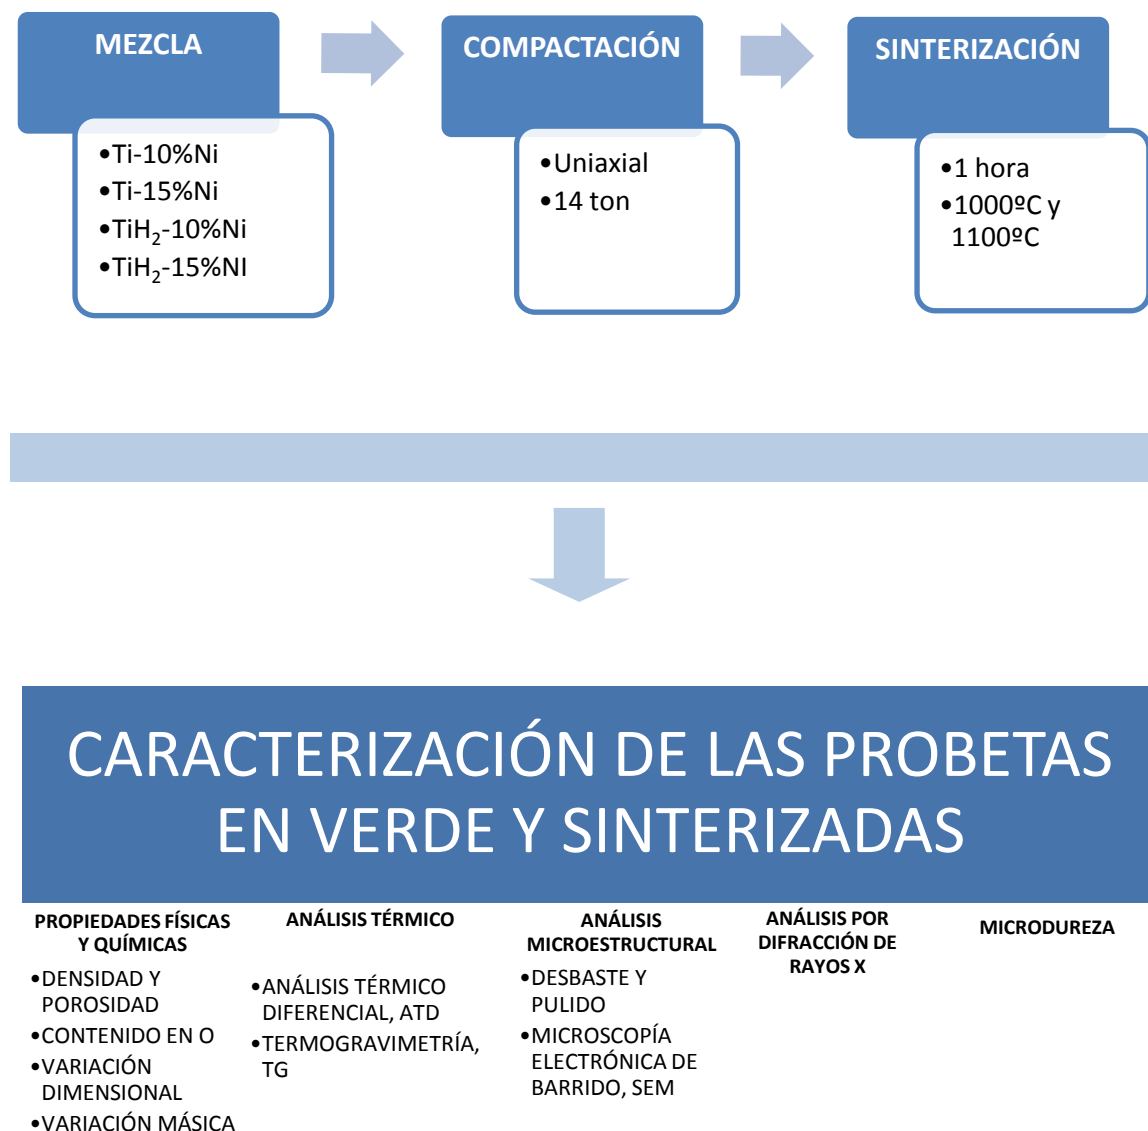 MEZCLA
•Ti-10%Ni
•Ti-15%Ni
•TiH₂-10%Ni
•TiH₂-15%NI
COMPACTACIÓN
•Uniaxial
•14 ton
SINTERIZACIÓN
•1 hora
•1000ºC y
1100ºC
CARACTERIZACIÓN DE LAS PROBETAS
EN VERDE Y SINTERIZADAS
PROPIEDADES FÍSICAS
Y QUÍMICAS
•DENSIDAD Y
POROSIDAD
•CONTENIDO EN O
•VARIACIÓN
DIMENSIONAL
•VARIACIÓN MÁSICA
ANÁLISIS TÉRMICO
•ANÁLISIS TÉRMICO
DIFERENCIAL, ATD
•TERMOGRAVIMETRÍA,
TG
ANÁLISIS
MICROESTRUCTURAL
•DESBASTE Y
PULIDO
•MICROSCOPÍA
ELECTRÓNICA DE
BARRIDO, SEM
ANÁLISIS POR
DIFRACCIÓN DE
RAYOS X
MICRODUREZA